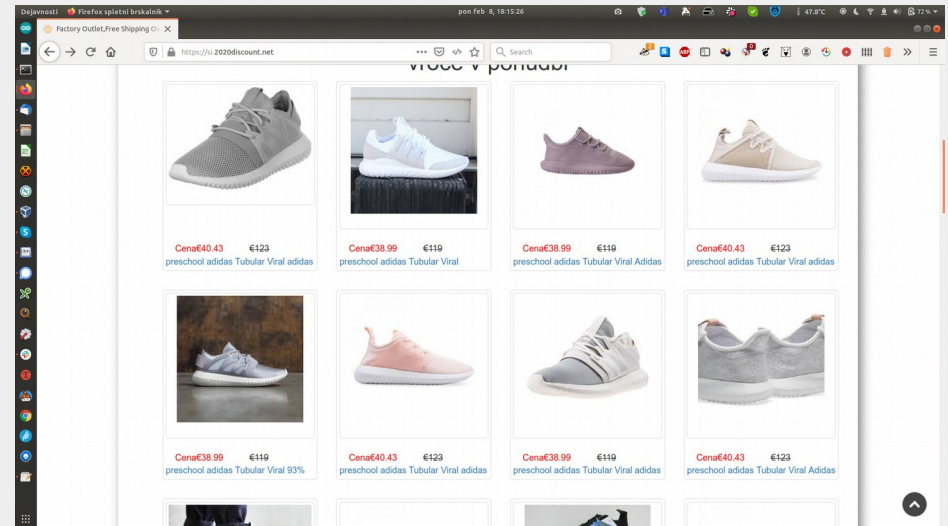 Dejavnosti Firefox spletni brskalnik
pon feb 8, 18:15:26
47.8°C 72 %
Factory Outlet,Free Shipping O
https://si.2020discount.net
Search
Cena€40.43 €123
preschool adidas Tubular Viral adidas
Cena€38.99 €119
preschool adidas Tubular Viral
Cena€38.99 €119
preschool adidas Tubular Viral Adidas
Cena€40.43 €123
preschool adidas Tubular Viral adidas
Cena€38.99 €119
preschool adidas Tubular Viral 93%
Cena€40.43 €123
preschool adidas Tubular Viral adidas
Cena€38.99 €119
preschool adidas Tubular Viral adidas
Cena€40.43 €123
preschool adidas Tubular Viral Adidas